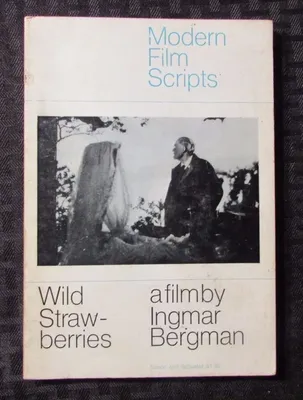 Modern
Film
Scripts
Wild
Straw-
berries
a film by
Ingmar
Bergman